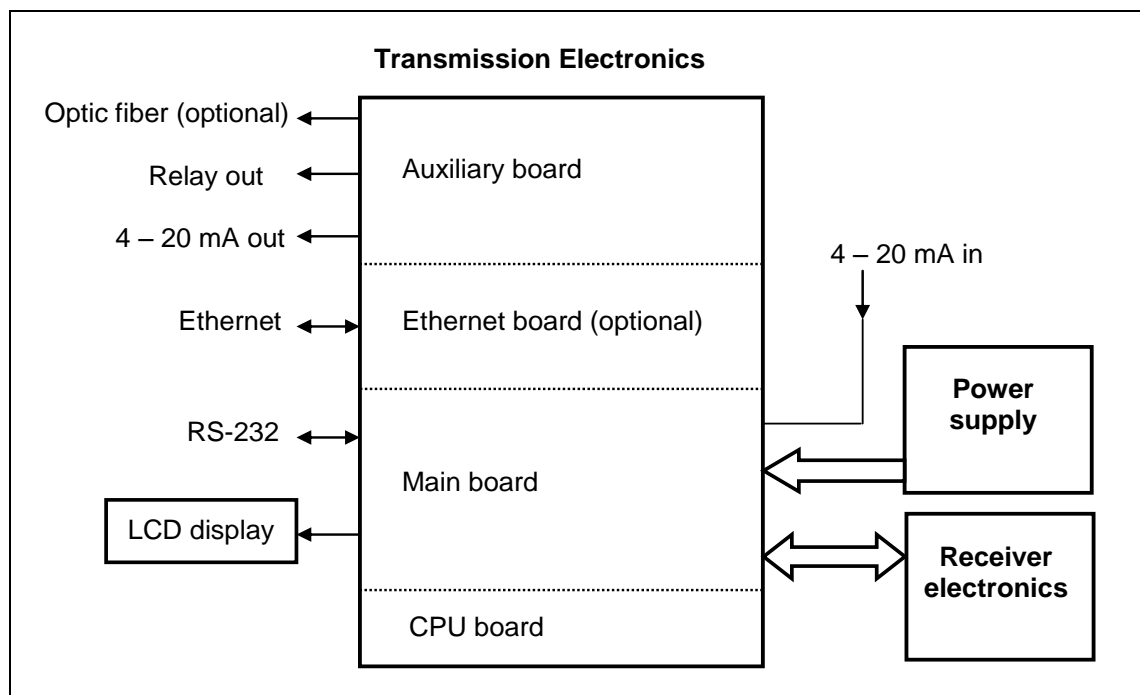 Transmission Electronics
Optic fiber (optional)
Relay out
4 – 20 mA out
Ethernet
RS-232
LCD display
Auxiliary board
Ethernet board (optional)
Main board
CPU board
4 – 20 mA in
Power
supply
Receiver
electronics